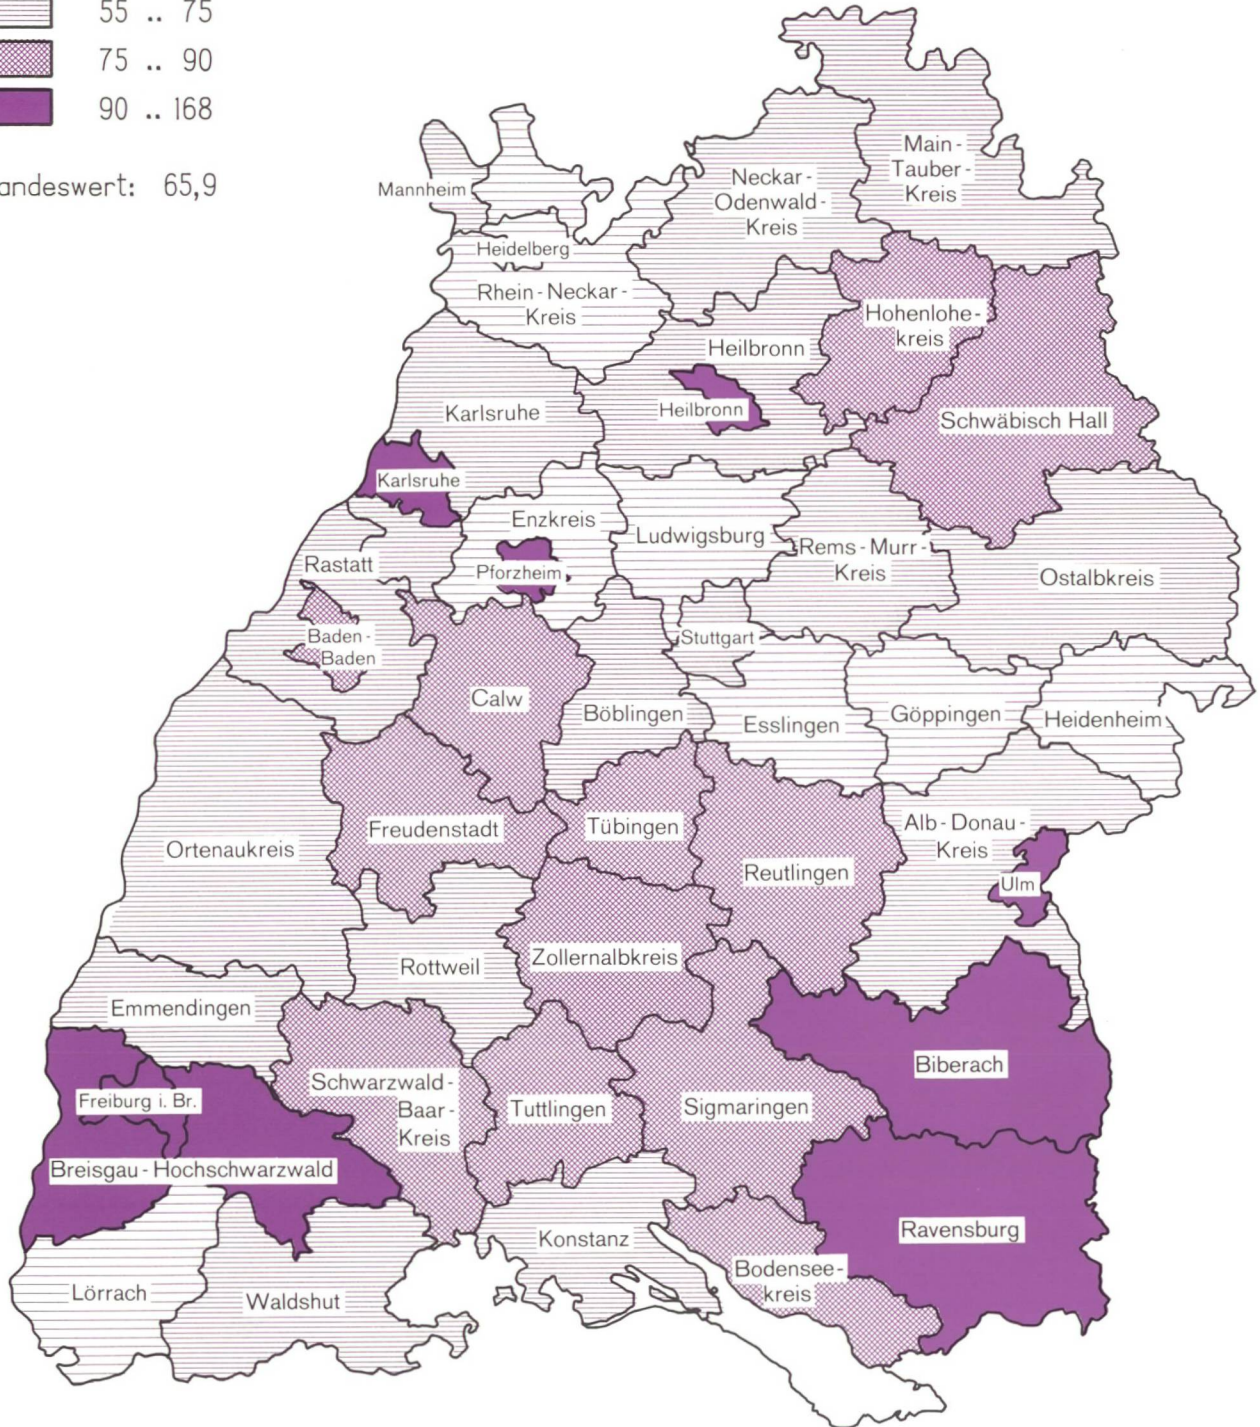 55 .. 75
75 .. 90
90 .. 168
andeswert: 65,9
Main-
Tauber-
Kreis
Neckar-
Odenwald-
Kreis
Mannheim
Heidelberg
Rhein-Neckar-
Kreis
Hohenlohe-
kreis
Heilbronn
Karlsruhe
Heilbronn
Schwäbisch Hall
Karlsruhe
Enzkreis
Ludwigsburg
Rems-Murr-
Kreis
Rastatt
Pforzheim
Ostalbkreis
Baden-
Baden
Stuttgart
Calw
Böblingen
Esslingen
Göppingen
Heidenheim
Freudenstadt
Tübingen
Alb-Donau-
Kreis
Ortenaukreis
Reutlingen
Ulm
Rottweil
Zollernalbkreis
Emmendingen
Biberach
Schwarzwald-
Baar-
Kreis
Freiburg i. Br.
Tuttlingen
Sigmaringen
Breisgau-Hochschwarzwald
Ravensburg
Konstanz
Bodensee-
kreis
Lörrach
Waldshut